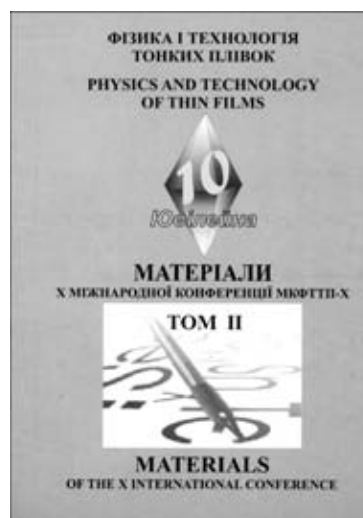 ФІЗИКА І ТЕХНОЛОГІЯ
ТОНКИХ ПЛІВОК
PHYSICS AND TECHNOLOGY
OF THIN FILMS
10
Ювілейна
МАТЕРІАЛИ
Х МІЖНАРОДНОЇ КОНФЕРЕНЦІЇ МКФТТП-Х
ТОМ II
MATERIALS
OF THE X INTERNATIONAL CONFERENCE